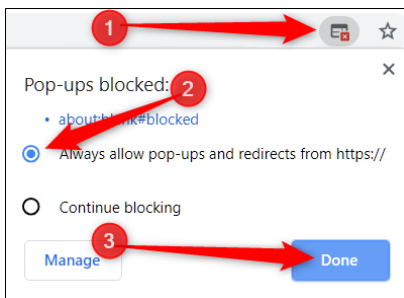 1
Pop-ups blocked:
2
about:blank#blocked
Always allow pop-ups and redirects from https://
Continue blocking
3
Manage
Done